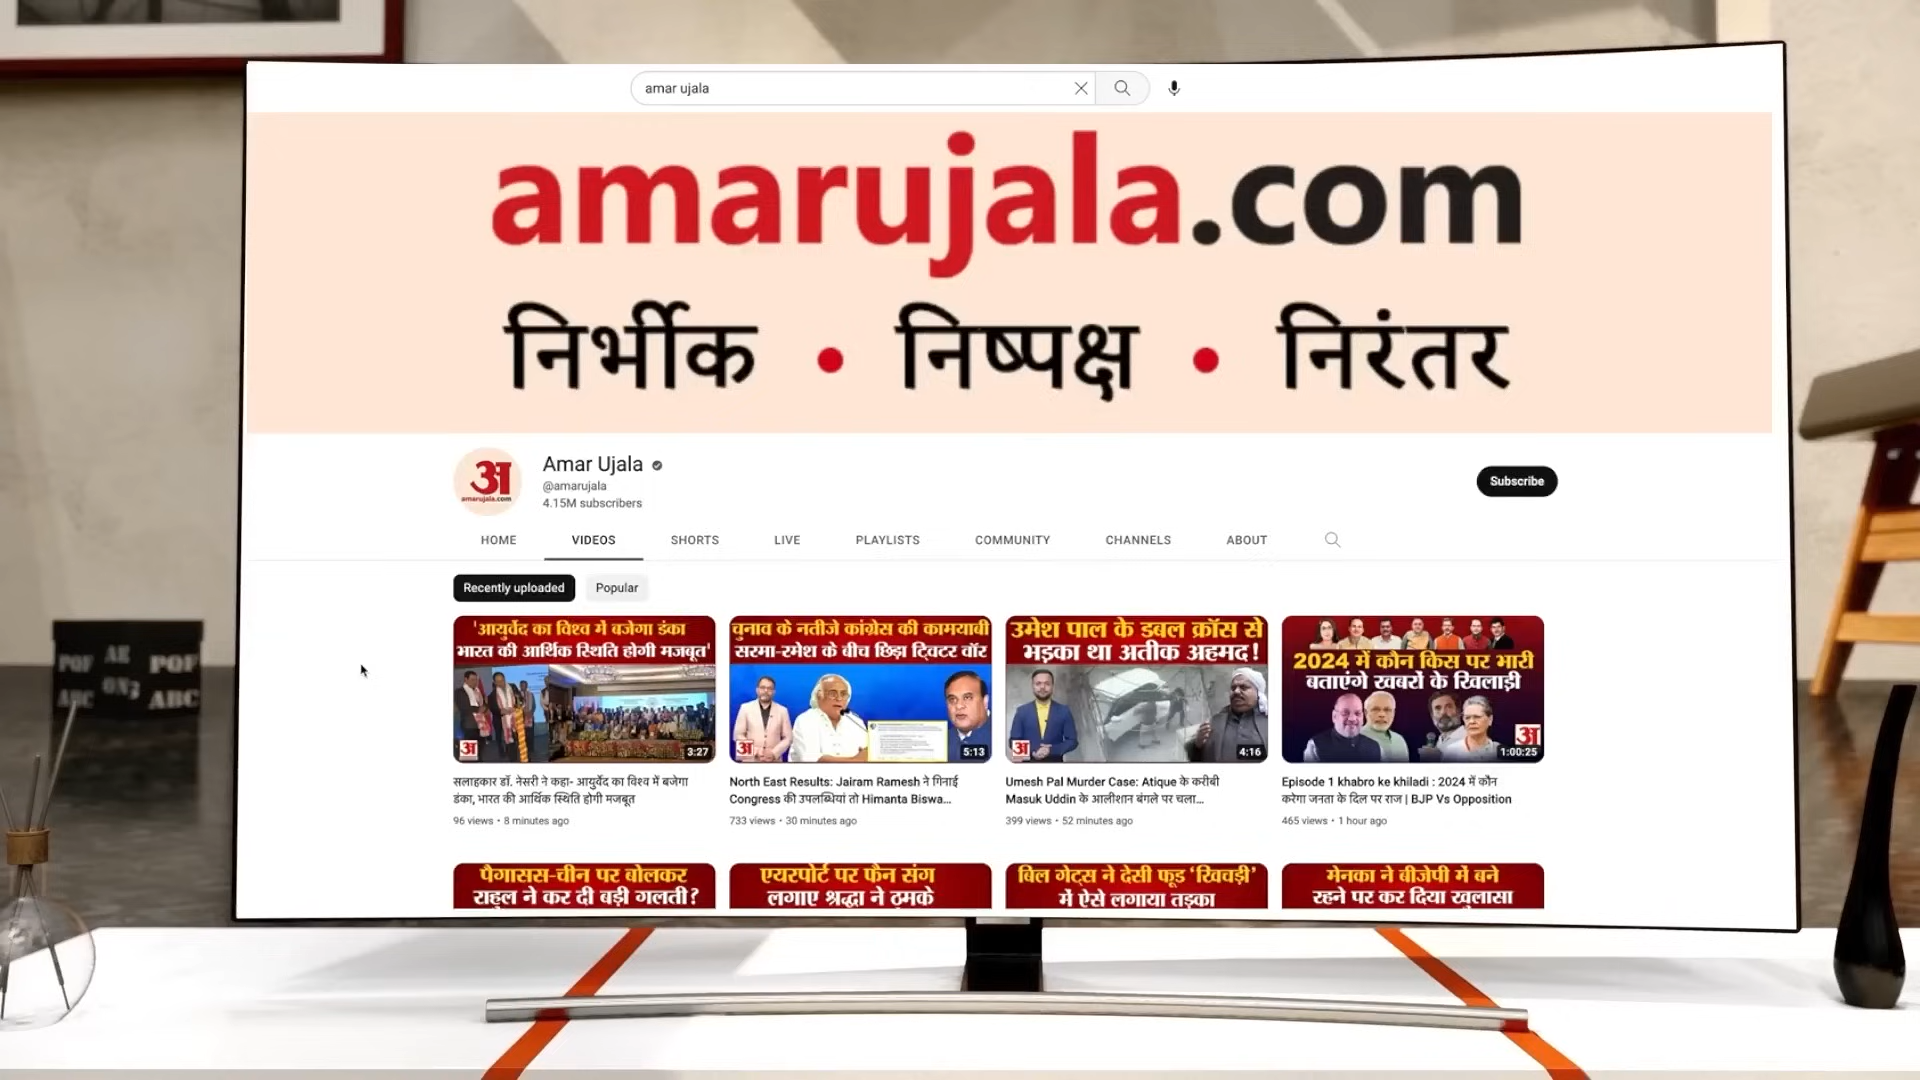 amar ujala
amarujala.com
निर्भीक • निष्पक्ष • निरंतर
अ
amarujala.com
Amar Ujala
@amarujala
4.15M subscribers
Subscribe
HOME VIDEOS SHORTS LIVE PLAYLISTS COMMUNITY CHANNELS ABOUT
Recently uploaded Popular
'आयुर्वेद का विश्व में बजेगा डंका
भारत की आर्थिक स्थिति होगी मजबूत'
अ
3:27
सलाहकार डॉ. नेसरी ने कहा- आयुर्वेद का विश्व में बजेगा
डंका, भारत की आर्थिक स्थिति होगी मजबूत
96 views • 8 minutes ago
चुनाव के नतीजे कांग्रेस की कामयाबी
सरमा-रमेश के बीच छिड़ा ट्विटर वॉर
अ
5:13
North East Results: Jairam Ramesh ने गिनाई
Congress की उपलब्धियां तो Himanta Biswa...
733 views • 30 minutes ago
उमेश पाल के डबल क्रॉस से
भड़का था अतीक अहमद!
अ
4:16
Umesh Pal Murder Case: Atique के करीबी
Masuk Uddin के आलीशान बंगले पर चला...
399 views • 52 minutes ago
2024 में कौन किस पर भारी
बताएंगे खबरों के खिलाड़ी
अ
1:00:25
Episode 1 khabro ke khiladi : 2024 में कौन
करेगा जनता के दिल पर राज | BJP Vs Opposition
465 views • 1 hour ago
पैगासस-चीन पर बोलकर
राहुल ने कर दी बड़ी गलती?
एयरपोर्ट पर फैन संग
लगाए श्रद्धा ने ठुमके
बिल गेट्स ने देसी फूड 'खिचड़ी'
में ऐसे लगाया तड़का
मेनका ने बीजेपी में बने
रहने पर कर दिया खुलासा